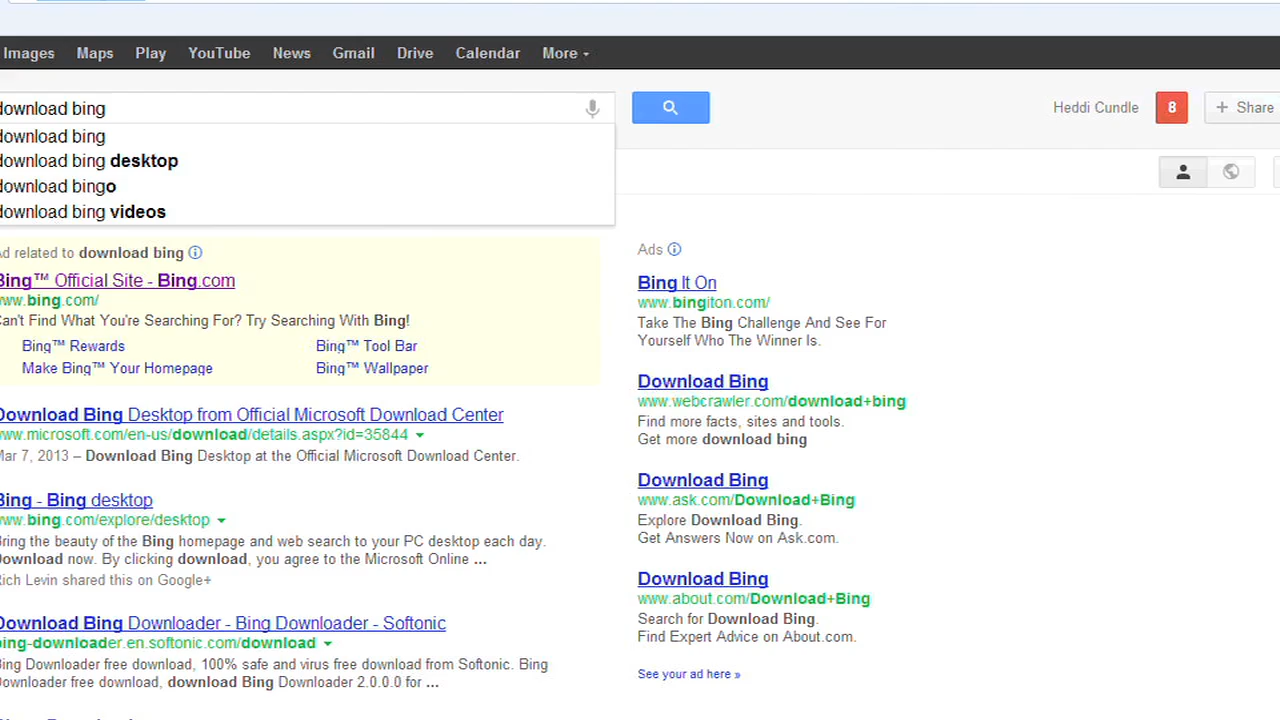 Images Maps Play YouTube News Gmail Drive Calendar More
download bing
Heddi Cundle 8 + Share
download bing
download bing desktop
download bingo
download bing videos
Ad related to download bing
Bing™ Official Site - Bing.com
www.bing.com/
Can't Find What You're Searching For? Try Searching With Bing!
Bing™ Rewards Bing™ Tool Bar
Make Bing™ Your Homepage Bing™ Wallpaper
Download Bing Desktop from Official Microsoft Download Center
www.microsoft.com/en-us/download/details.aspx?id=35844
Mar 7, 2013 – Download Bing Desktop at the Official Microsoft Download Center.
Bing - Bing desktop
www.bing.com/explore/desktop
Bring the beauty of the Bing homepage and web search to your PC desktop each day.
Download now. By clicking download, you agree to the Microsoft Online ...
Rich Levin shared this on Google+
Download Bing Downloader - Bing Downloader - Softonic
bing-downloader.en.softonic.com/download
Bing Downloader free download, 100% safe and virus free download from Softonic. Bing
Downloader free download, download Bing Downloader 2.0.0.0 for ...
Ads
Bing It On
www.bingiton.com/
Take The Bing Challenge And See For
Yourself Who The Winner Is.
Download Bing
www.webcrawler.com/download+bing
Find more facts, sites and tools.
Get more download bing
Download Bing
www.ask.com/Download+Bing
Explore Download Bing.
Get Answers Now on Ask.com.
Download Bing
www.about.com/Download+Bing
Search for Download Bing.
Find Expert Advice on About.com.
See your ad here »